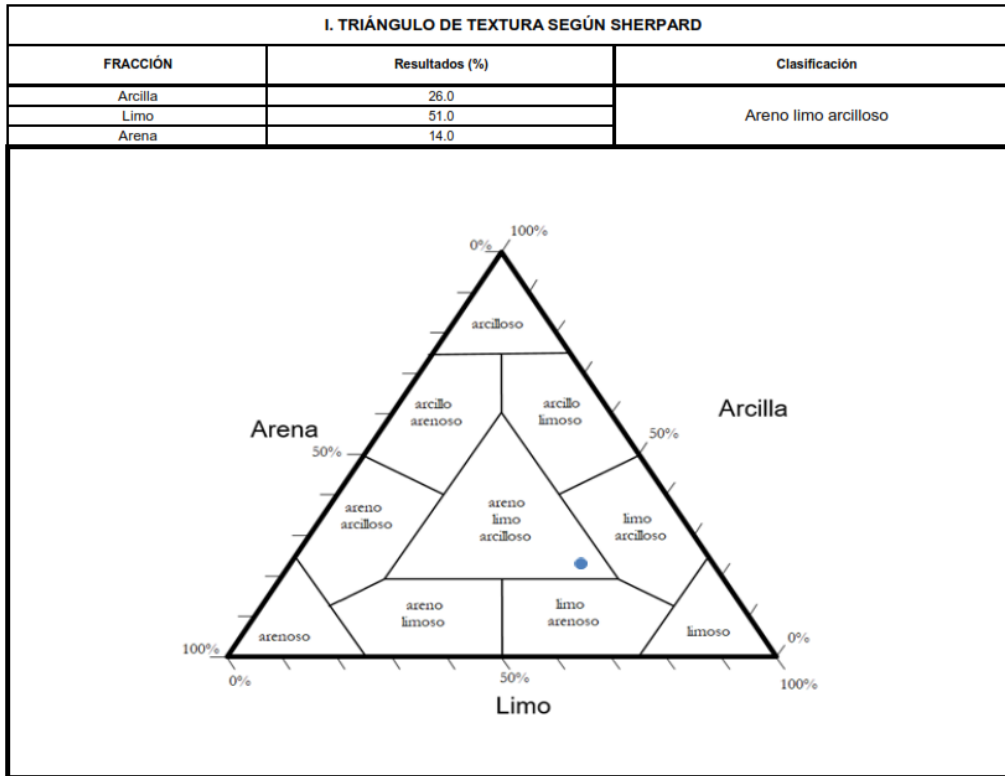 I. TRIÁNGULO DE TEXTURA SEGÚN SHERPARD
FRACCIÓN Resultados (%) Clasificación
Arcilla 26.0
Limo 51.0
Arena 14.0
Areno limo arcilloso
0% 100%
arcilloso
arcillo
arenoso
arcillo
limoso
Arena
Arcilla
50%
50%
areno
arcilloso
areno
limo
arcilloso
limo
arcilloso
areno
limoso
limo
arenoso
arenoso
limoso
100%
0%
0%
50%
100%
Limo